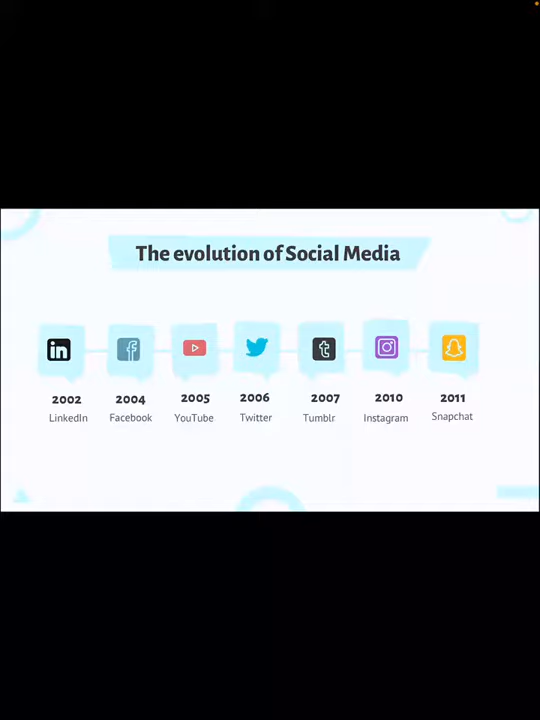 The evolution of Social Media
in f t
2002 2004 2005 2006 2007 2010 2011
LinkedIn Facebook YouTube Twitter Tumblr Instagram Snapchat